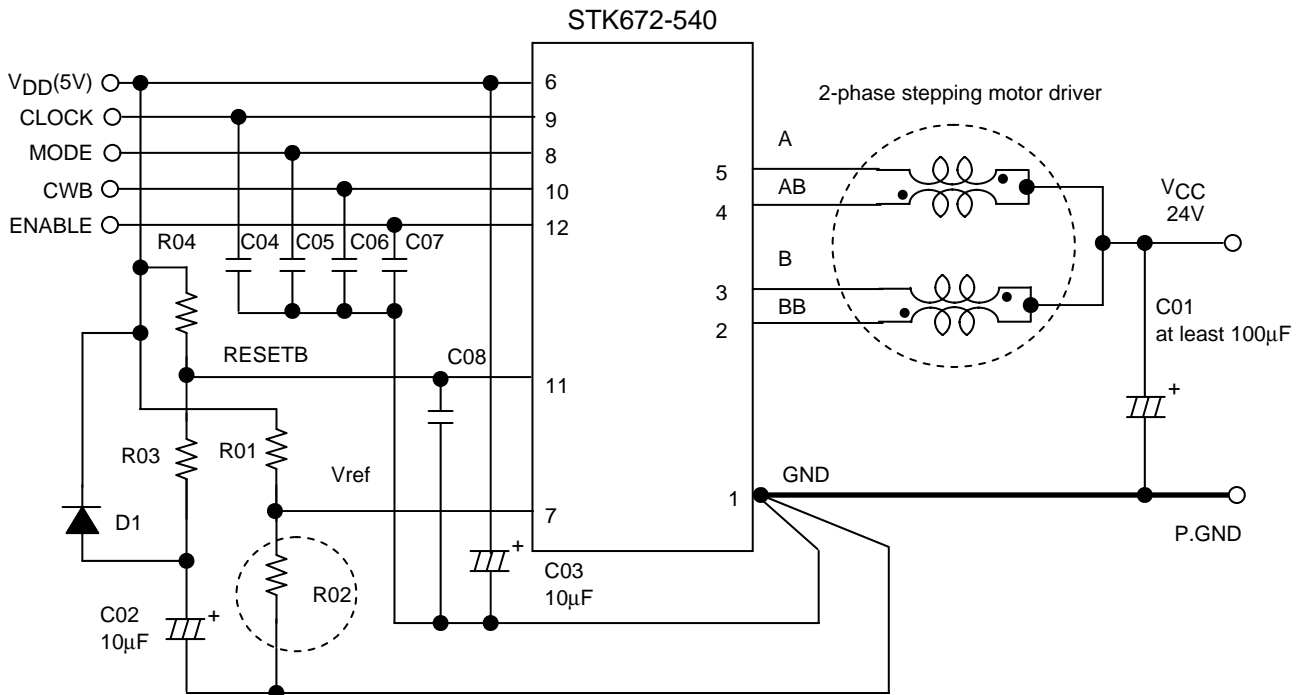 STK672-540
VDD(5V)
CLOCK
MODE
CWB
ENABLE
6
9
8
10
12
R04
C04
C05
C06
C07
RESETB
C08
11
R03
R01
Vref
7
D1
R02
C02
10μF
C03
10μF
2-phase stepping motor driver
A
5
AB
4
B
3
BB
2
VCC
24V
C01
at least 100μF
+
GND
1
P.GND
+
+